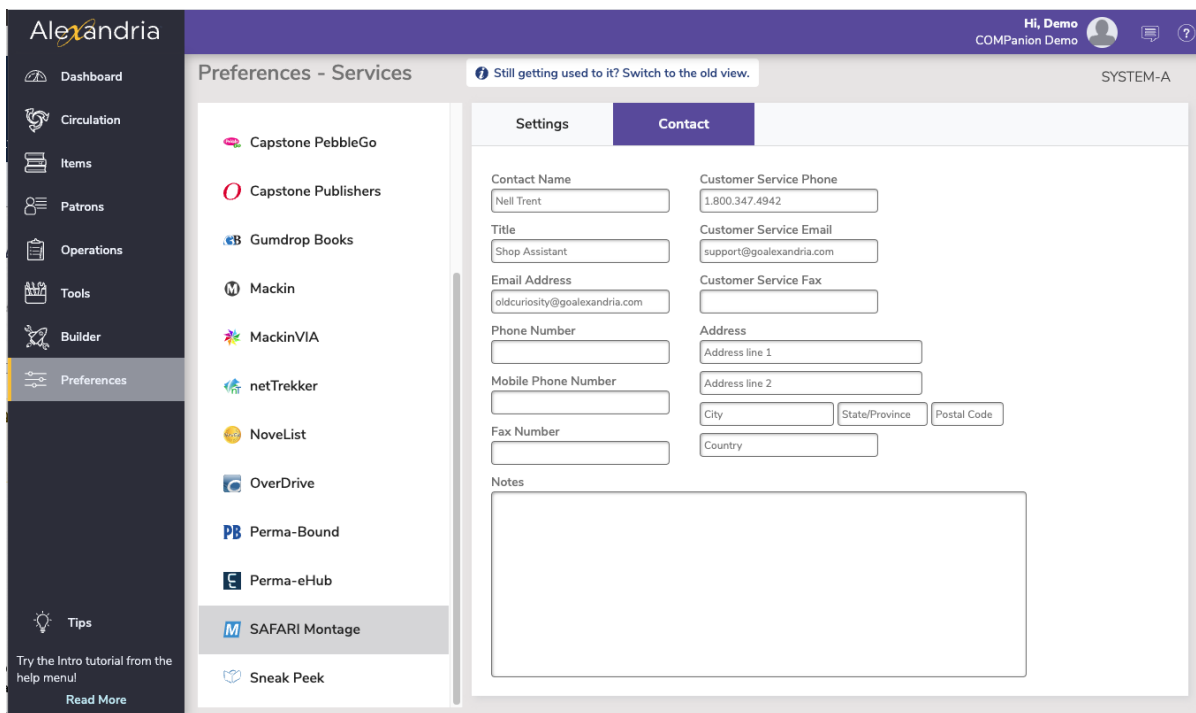 Alexandria
Hi, Demo
COMPanion Demo
?
Dashboard
Circulation
Items
Patrons
Operations
Tools
Builder
Preferences
Tips
Try the Intro tutorial from the
help menu!
Read More
Preferences - Services
i Still getting used to it? Switch to the old view.
SYSTEM-A
Capstone PebbleGo
Capstone Publishers
Gumdrop Books
M Mackin
MackinVIA
netTrekker
NoveList
OverDrive
PB Perma-Bound
E Perma-eHub
M SAFARI Montage
Sneak Peek
Settings
Contact
Contact Name
Nell Trent
Title
Shop Assistant
Email Address
oldcuriosity@goalexandria.com
Phone Number
Mobile Phone Number
Fax Number
Customer Service Phone
1.800.347.4942
Customer Service Email
support@goalexandria.com
Customer Service Fax
Address
Address line 1
Address line 2
City
State/Province
Postal Code
Country
Notes